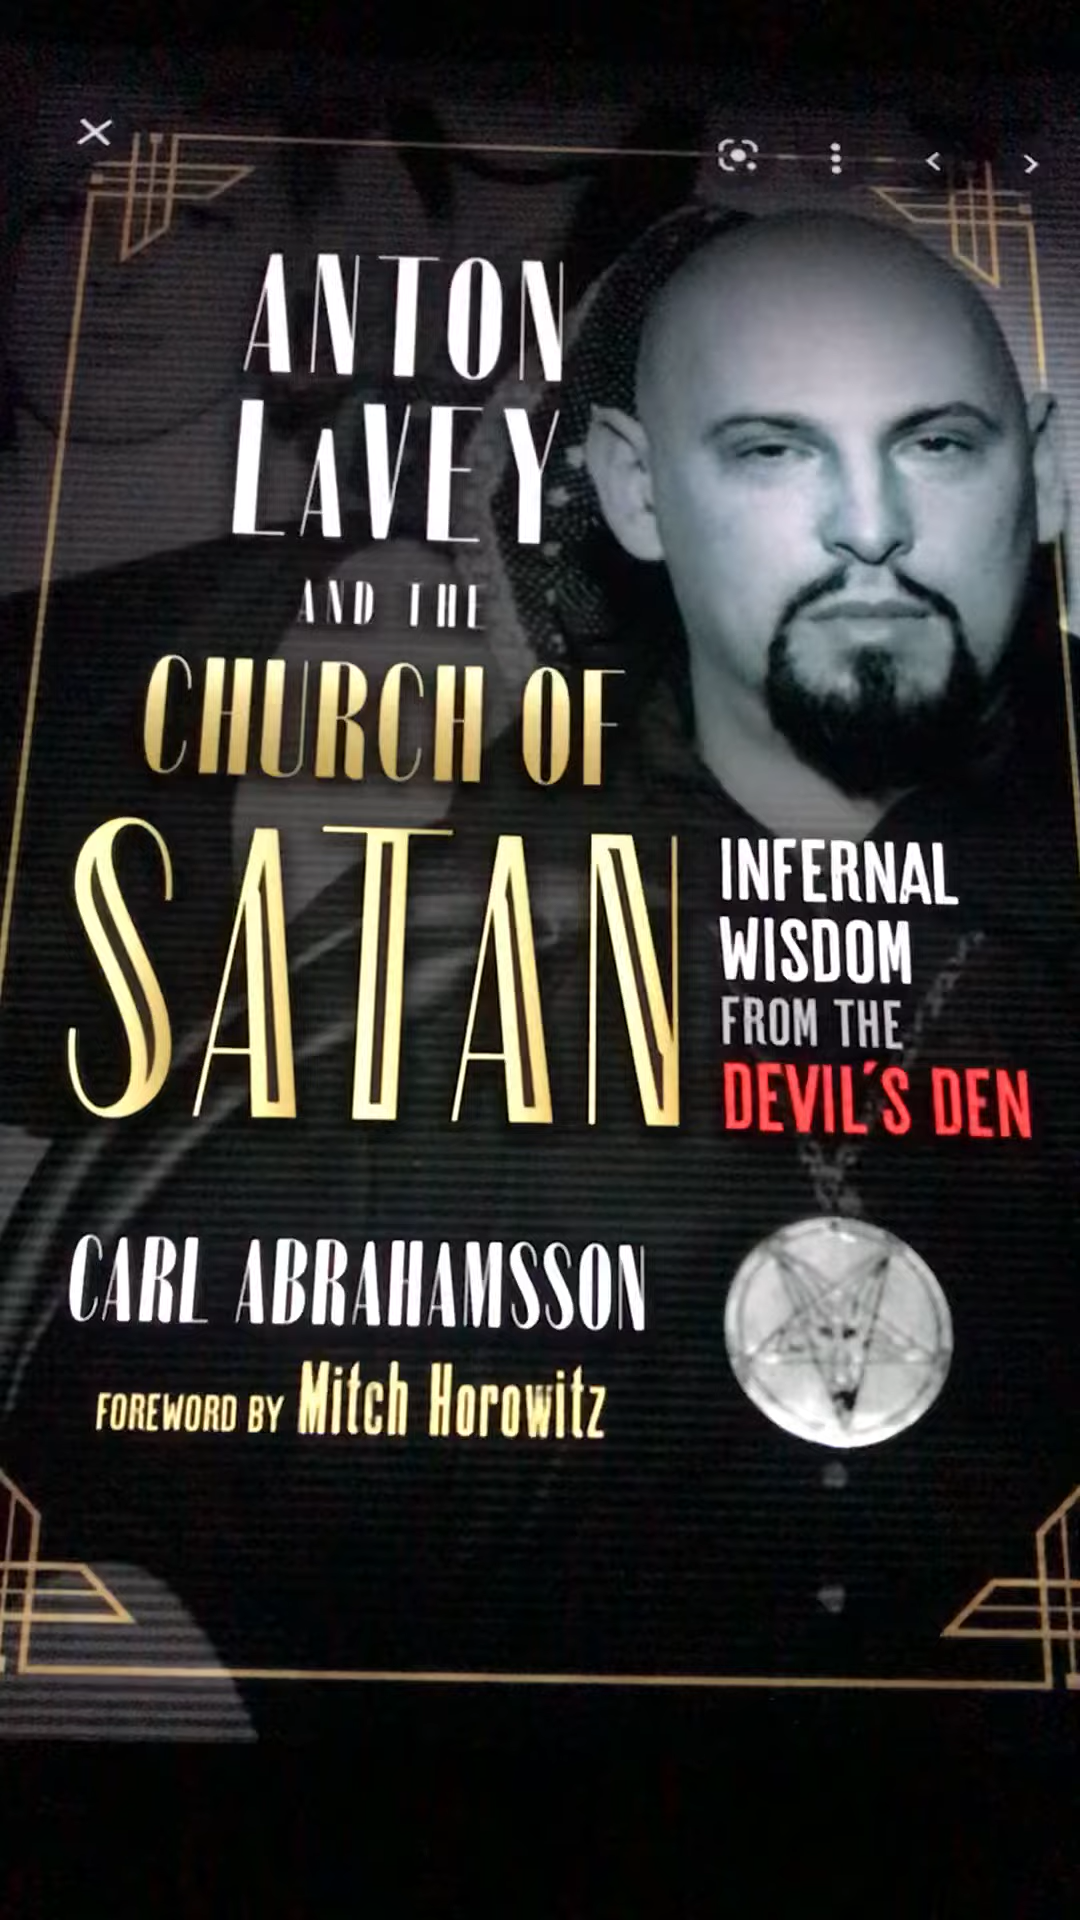 ANTON
LaVEY
AND THE
CHURCH OF
SATAN
INFERNAL
WISDOM
FROM THE
DEVIL´S DEN
CARL ABRAHAMSSON
FOREWORD BY Mitch Horowitz